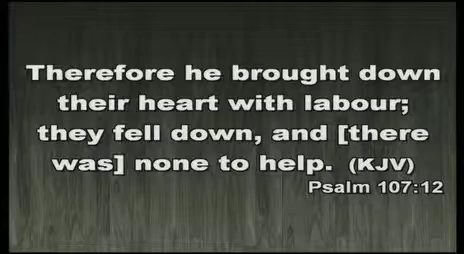 Therefore he brought down
their heart with labour;
they fell down, and [there
was] none to help. (KJV)
Psalm 107:12